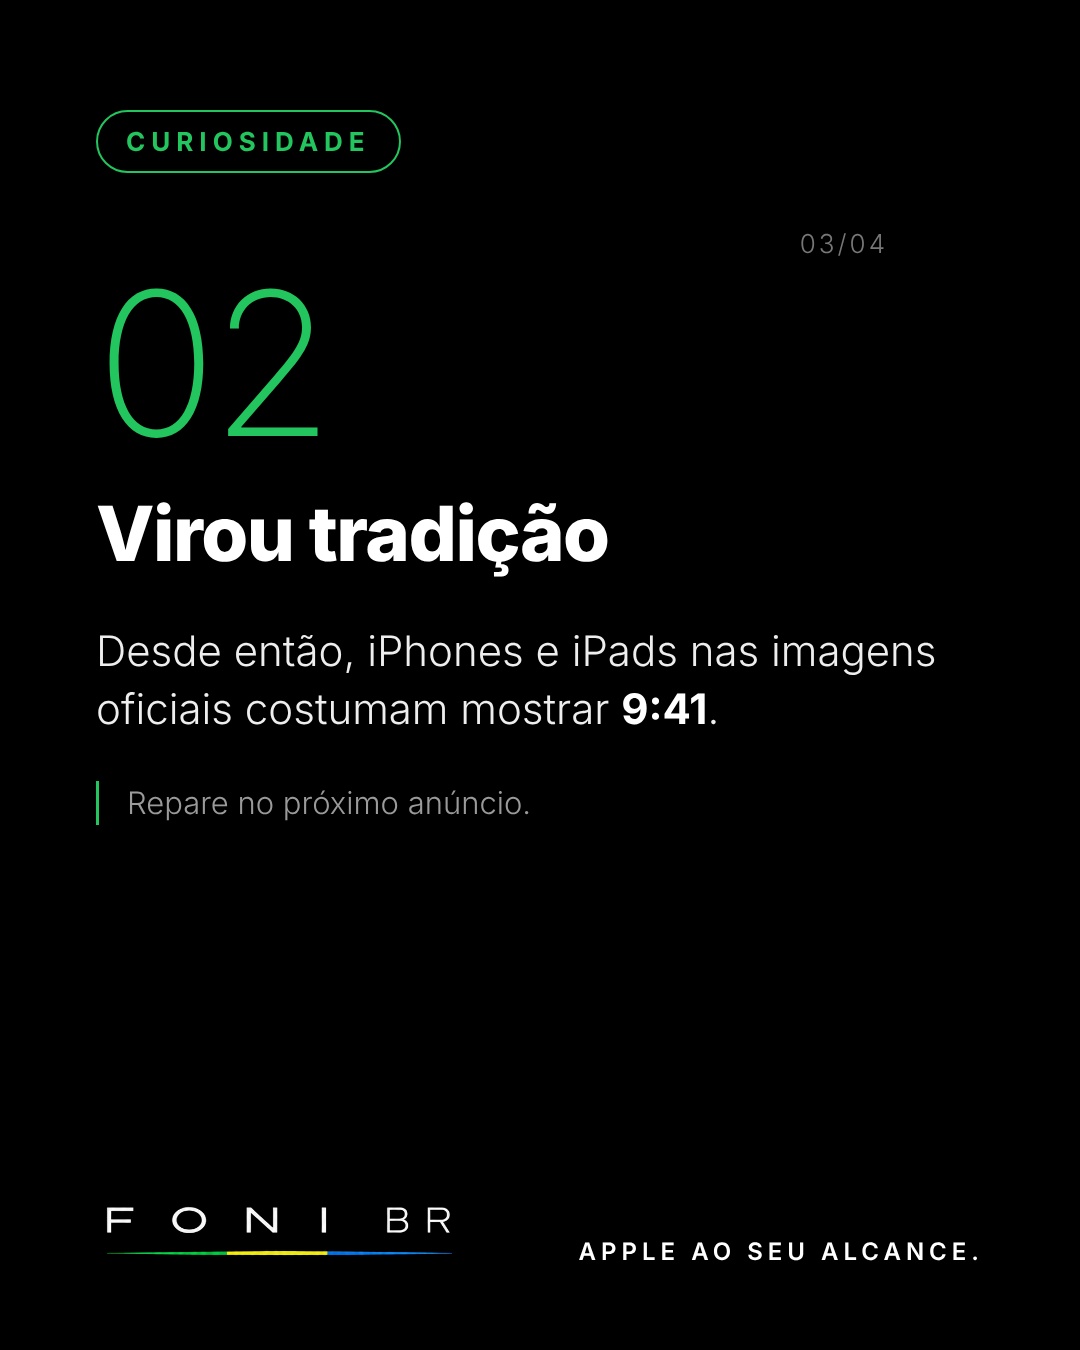 CURIOSIDADE
03/04
02
Virou tradição
Desde então, iPhones e iPads nas imagens
oficiais costumam mostrar 9:41.
Repare no próximo anúncio.
FONI BR
APPLE AO SEU ALCANCE.